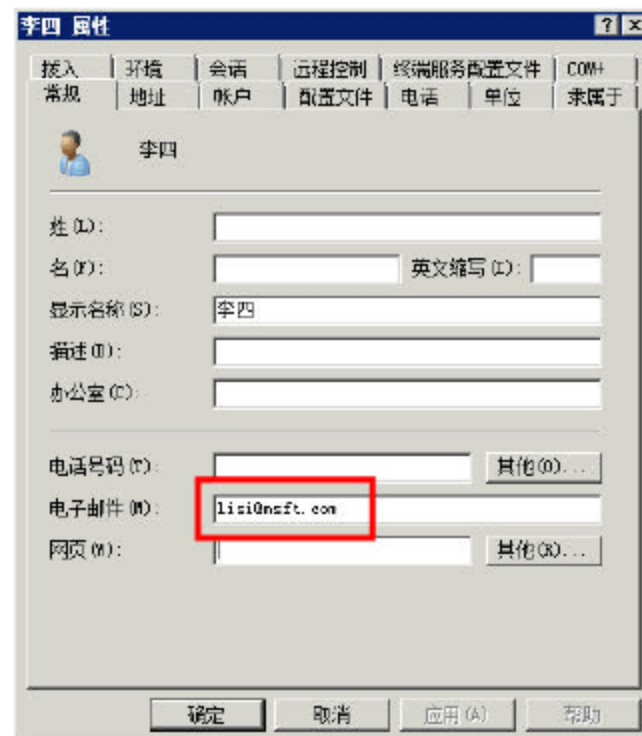 李四 属性
拨入 环境 会话 远程控制 终端服务配置文件 COM+
常规 地址 帐户 配置文件 电话 单位 隶属于
李四
姓(L):
名(F): 英文缩写(I):
显示名称(S): 李四
描述(D):
办公室(C):
电话号码(T): 其他(O)...
电子邮件(M): lisi@msft.com
网页(W): 其他(R)...
确定 取消 应用(A) 帮助